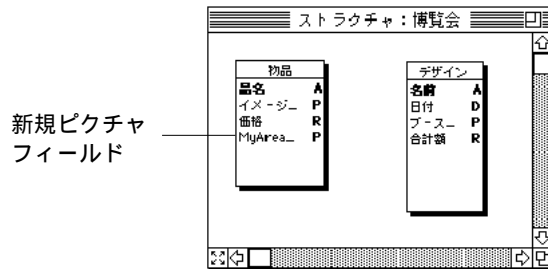 ストラクチャ：博覧会
物品
品名 A
イメージ_ P
価格 R
MyArea_ P
デザイン
名前 A
日付 D
ブース_ P
合計額 R
新規ピクチャ
フィールド